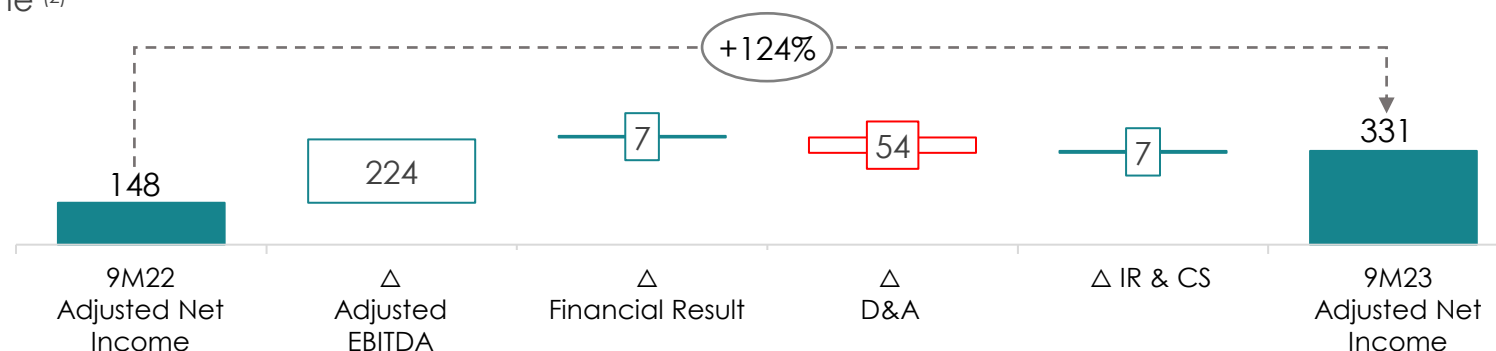 (2)
+124%
148
224
7
54
7
331
9M22
Adjusted Net
Income
△
Adjusted
EBITDA
△
Financial Result
△
D&A
△ IR & CS
9M23
Adjusted Net
Income